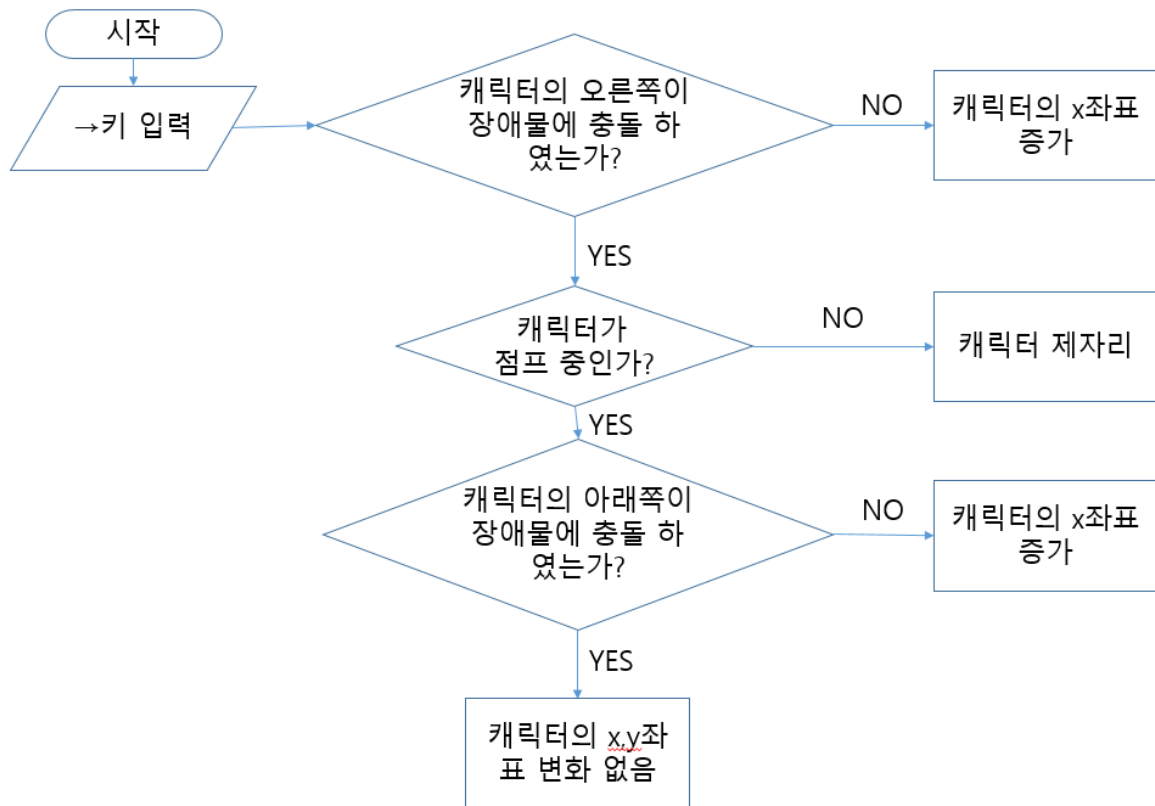 시작
→키 입력
캐릭터의 오른쪽이
장애물에 충돌 하
였는가?
NO
캐릭터의 x좌표
증가
YES
캐릭터가
점프 중인가?
NO
캐릭터 제자리
YES
캐릭터의 아래쪽이
장애물에 충돌 하
였는가?
NO
캐릭터의 x좌표
증가
YES
캐릭터의 x,y좌
표 변화 없음